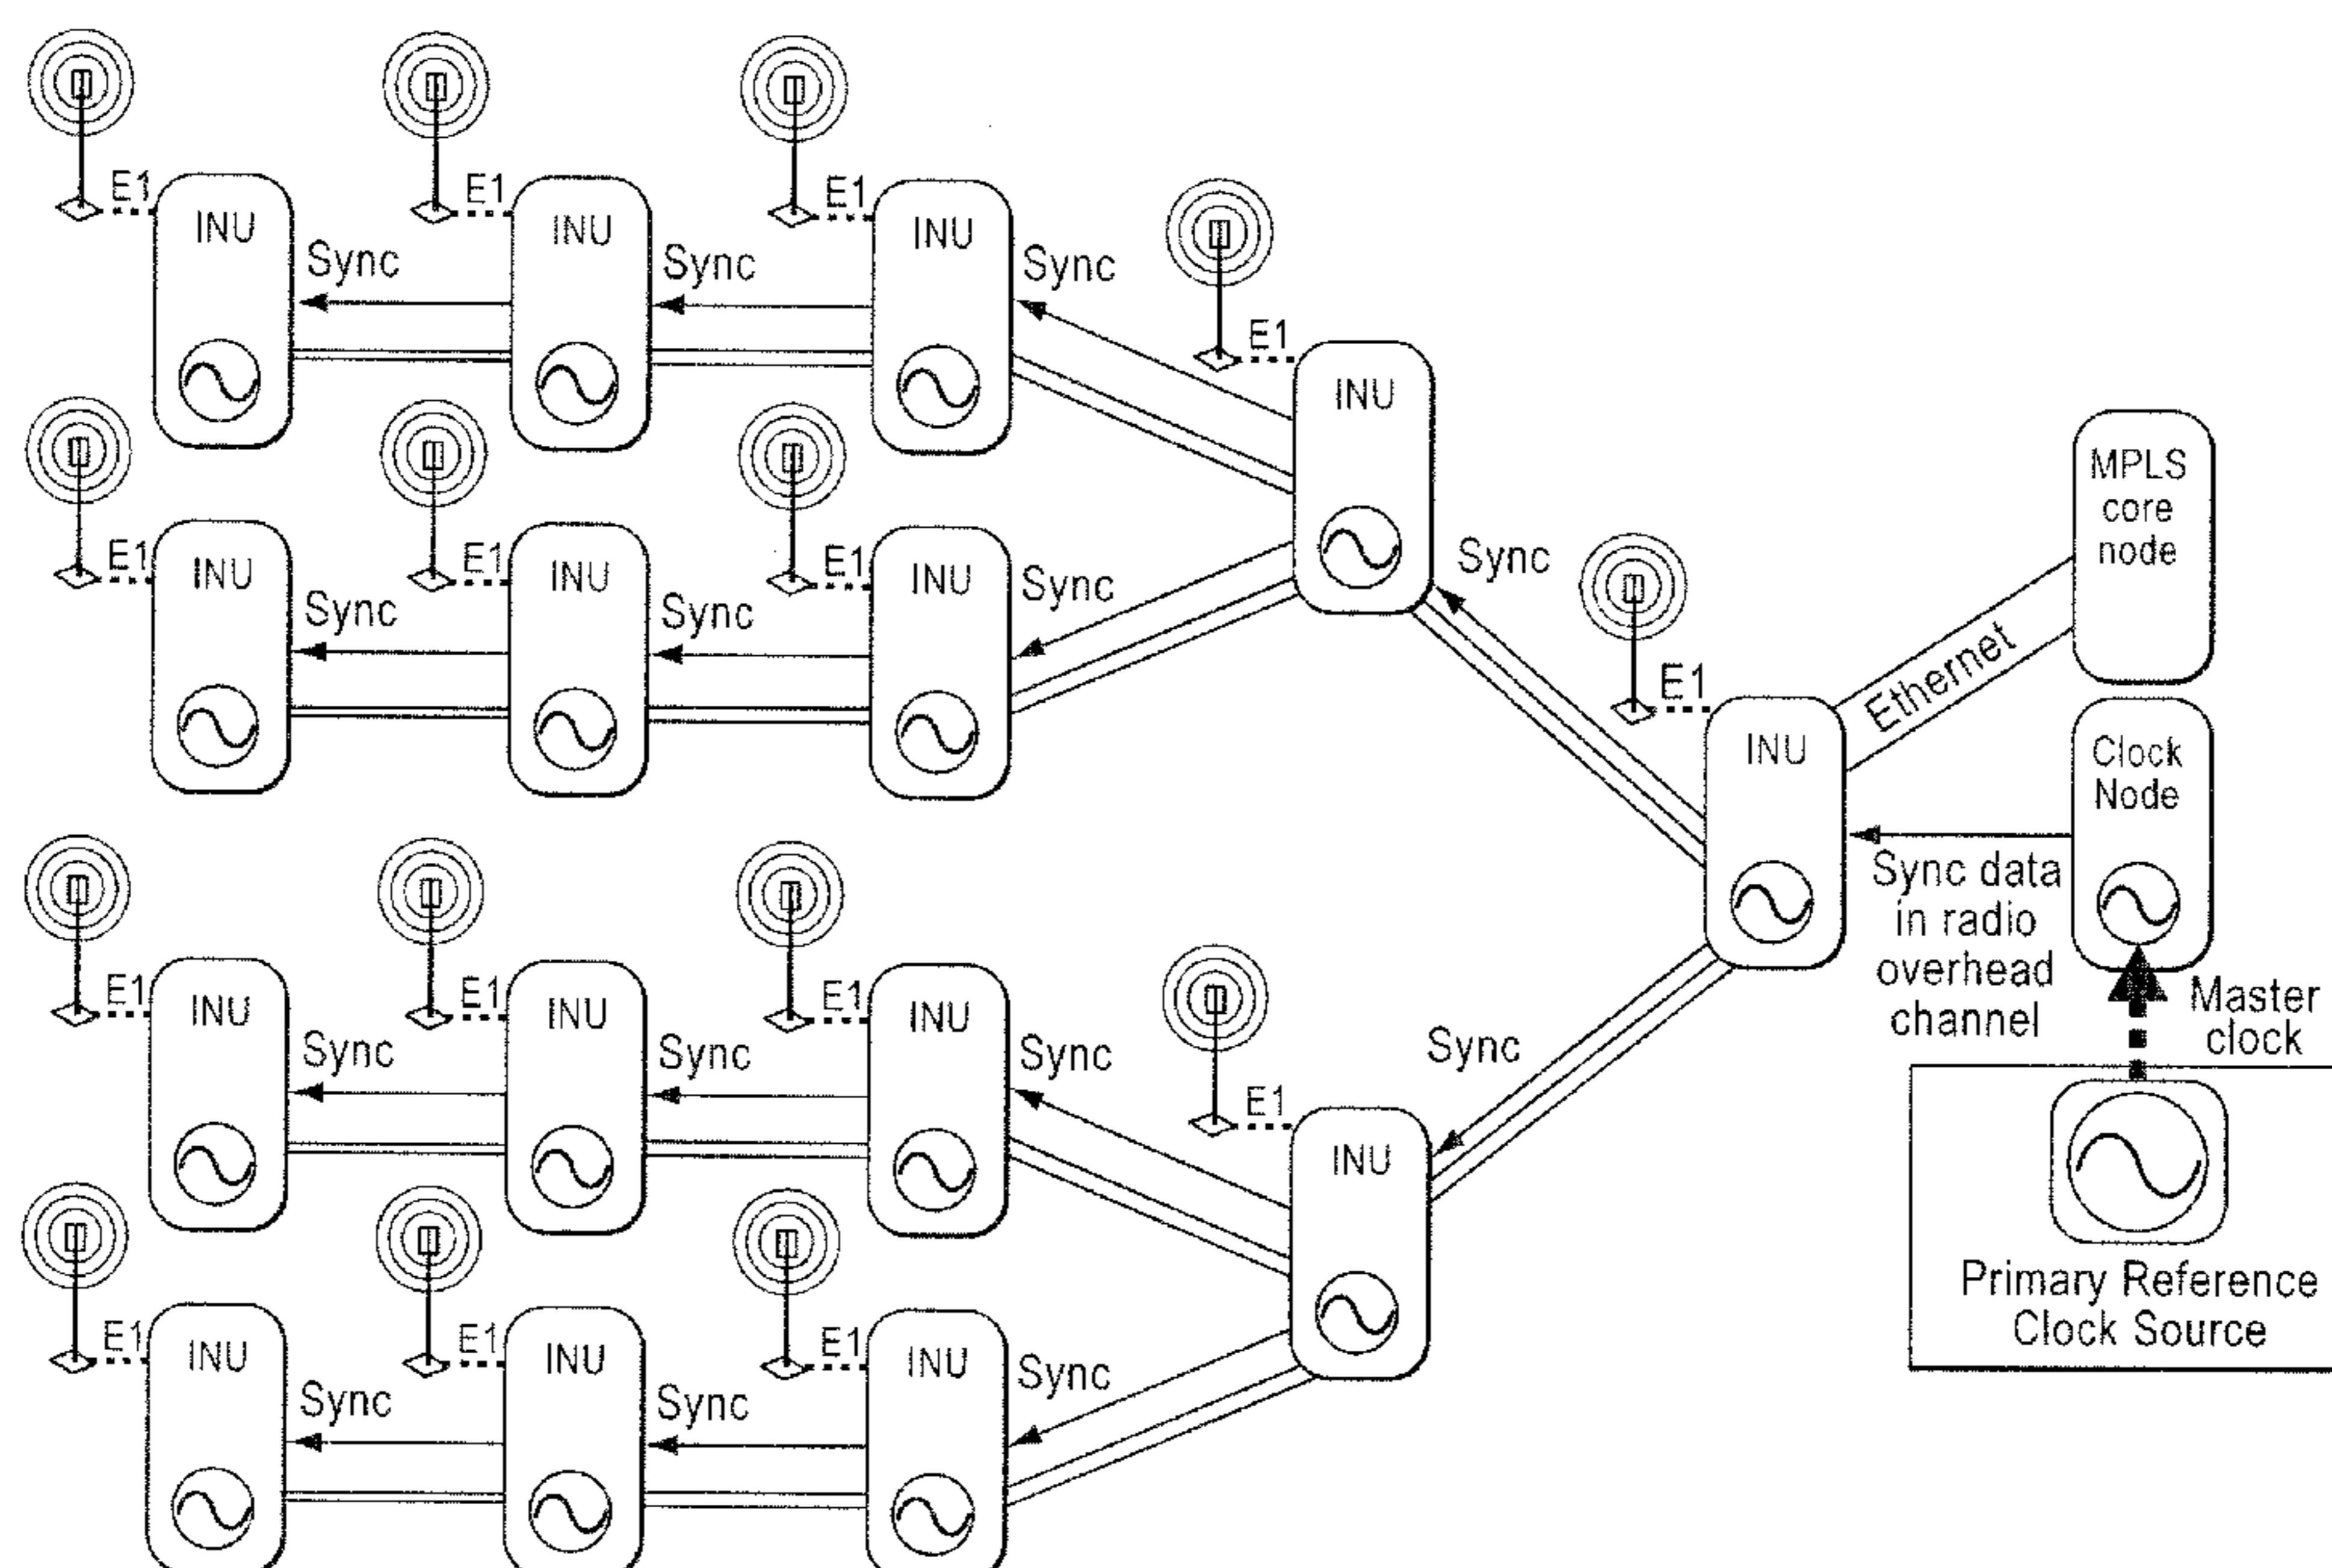 E1
INU
Sync
E1
INU
Sync
E1
INU
Sync
E1
INU
E1
INU
Sync
E1
INU
Sync
E1
INU
Sync
Sync
E1
INU
MPLS
core
node
Ethernet
Clock
Node
Sync data
in radio
overhead
channel
Master
clock
Primary Reference
Clock Source
E1
INU
Sync
E1
INU
Sync
E1
INU
Sync
Sync
E1
INU
E1
INU
Sync
E1
INU
Sync
E1
INU
Sync